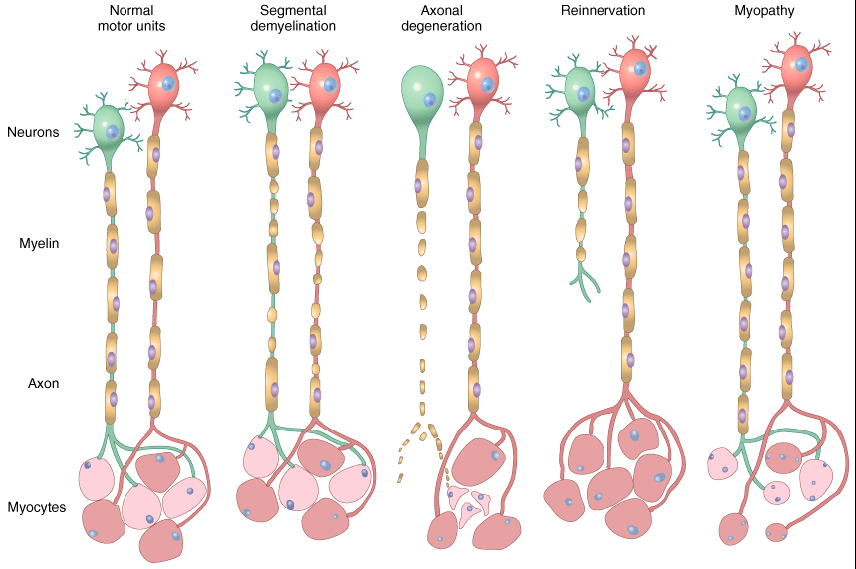 Normal
motor units
Segmental
demyelination
Axonal
degeneration
Reinnervation
Myopathy
Neurons
Myelin
Axon
Myocytes